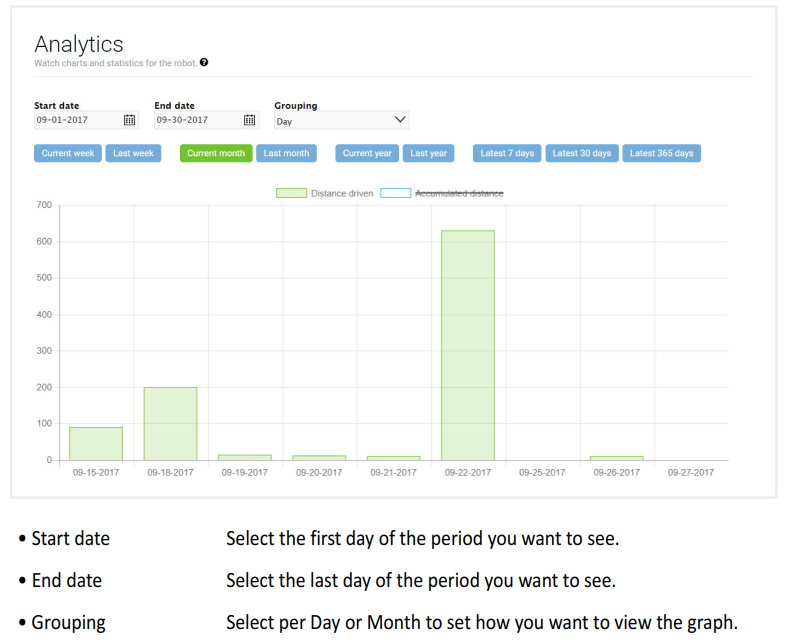 Analytics
Watch charts and statistics for the robot. ?
Start date End date Grouping
09-01-2017 09-30-2017 Day
Current week Last week Current month Last month Current year Last year Latest 7 days Latest 30 days Latest 365 days
Distance driven Accumulated distance
700
600
500
400
300
200
100
0
09-15-2017 09-18-2017 09-19-2017 09-20-2017 09-21-2017 09-22-2017 09-25-2017 09-26-2017 09-27-2017
• Start date Select the first day of the period you want to see.
• End date Select the last day of the period you want to see.
• Grouping Select per Day or Month to set how you want to view the graph.